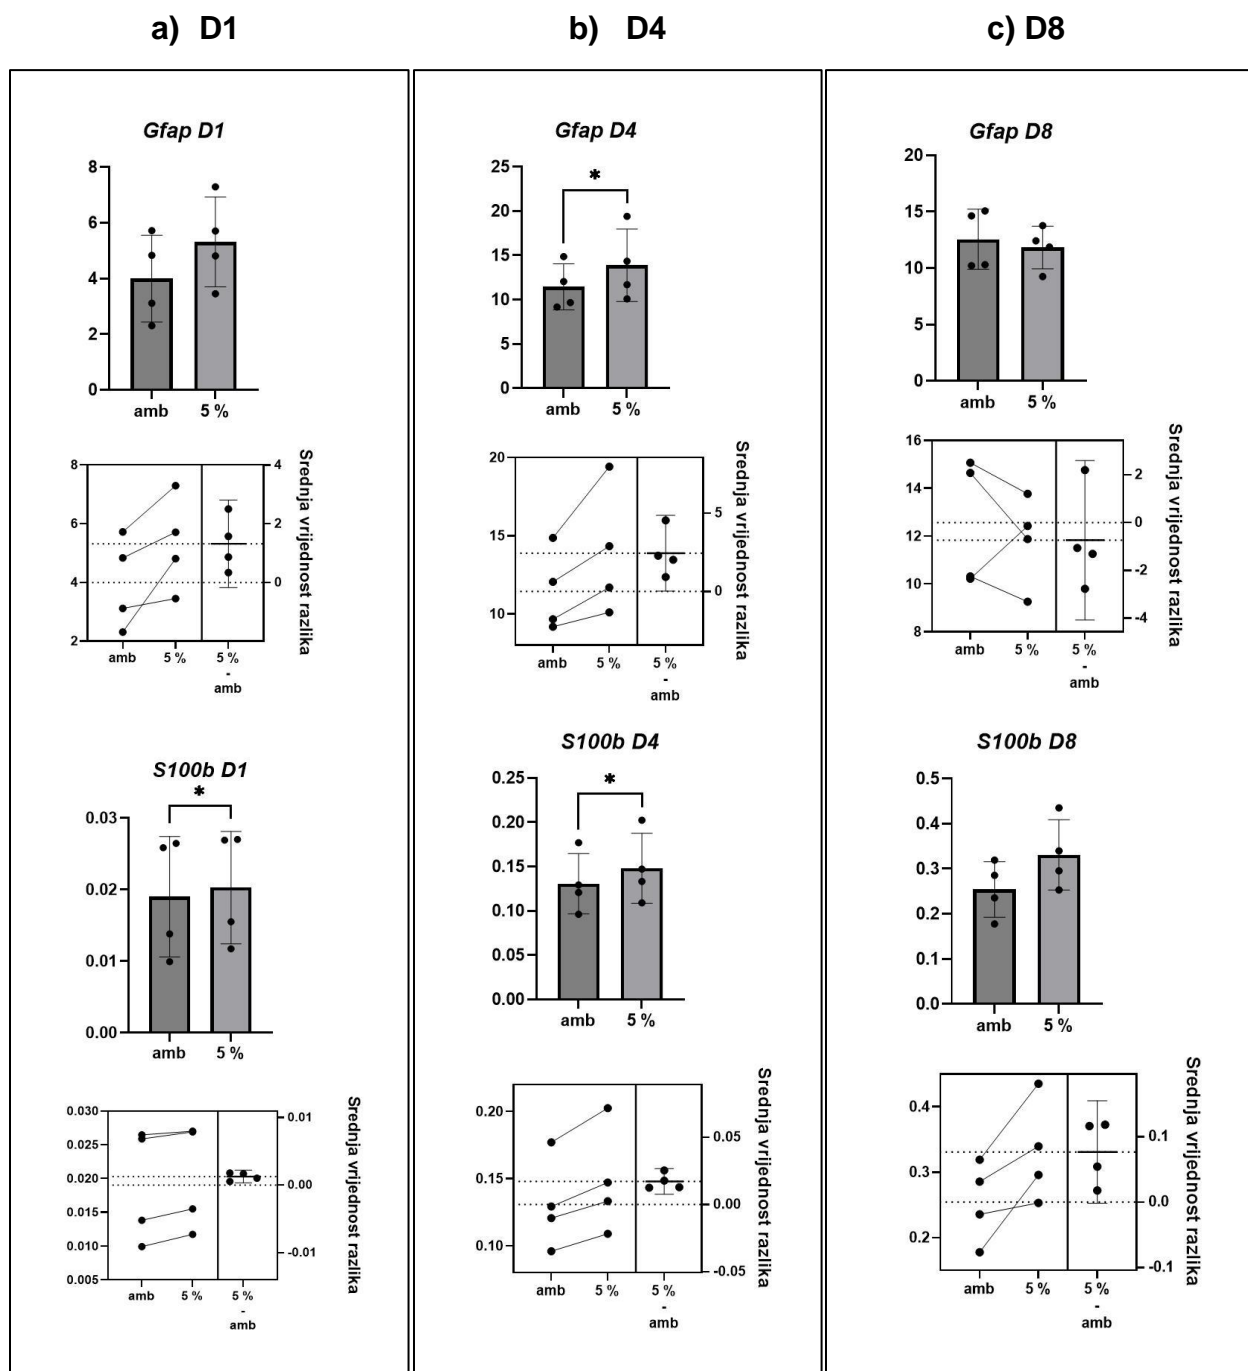 a) D1
b) D4
c) D8
Gfap D1
8
6
4
2
0
amb 5 %
8
6
4
2
4
2
0
amb 5 % 5 %
-
amb
Srednja vrijednost razlika
S100b D1
*
0.03
0.02
0.01
0.00
amb 5 %
0.030
0.025
0.020
0.015
0.010
0.005
0.01
0.00
-0.01
amb 5 % 5 %
-
amb
Srednja vrijednost razlika
Gfap D4
*
25
20
15
10
5
0
amb 5 %
20
15
10
5
0
amb 5 % 5 %
-
amb
Srednja vrijednost razlika
S100b D4
*
0.25
0.20
0.15
0.10
0.05
0.00
amb 5 %
0.20
0.15
0.10
0.05
0.00
-0.05
amb 5 % 5 %
-
amb
Srednja vrijednost razlika
Gfap D8
20
15
10
5
0
amb 5 %
16
14
12
10
8
2
0
-2
-4
amb 5 % 5 %
-
amb
Srednja vrijednost razlika
S100b D8
0.5
0.4
0.3
0.2
0.1
0.0
amb 5 %
0.4
0.3
0.2
0.1
0.0
-0.1
amb 5 % 5 %
-
amb
Srednja vrijednost razlika